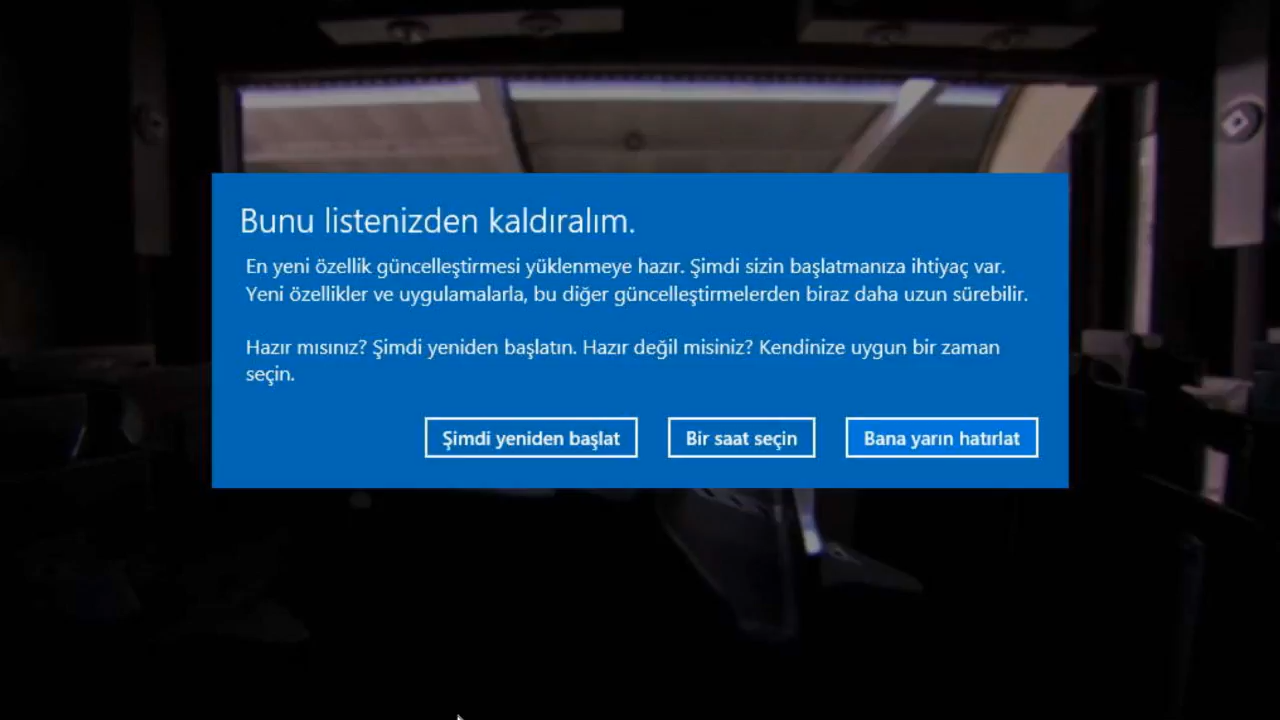 Bunu listenizden kaldıralım.
En yeni özellik güncelleştirmesi yüklenmeye hazır. Şimdi sizin başlatmanıza ihtiyaç var.
Yeni özellikler ve uygulamalarla, bu diğer güncelleştirmelerden biraz daha uzun sürebilir.
Hazır mısınız? Şimdi yeniden başlatın. Hazır değil misiniz? Kendinize uygun bir zaman
seçin.
Şimdi yeniden başlat
Bir saat seçin
Bana yarın hatırlat